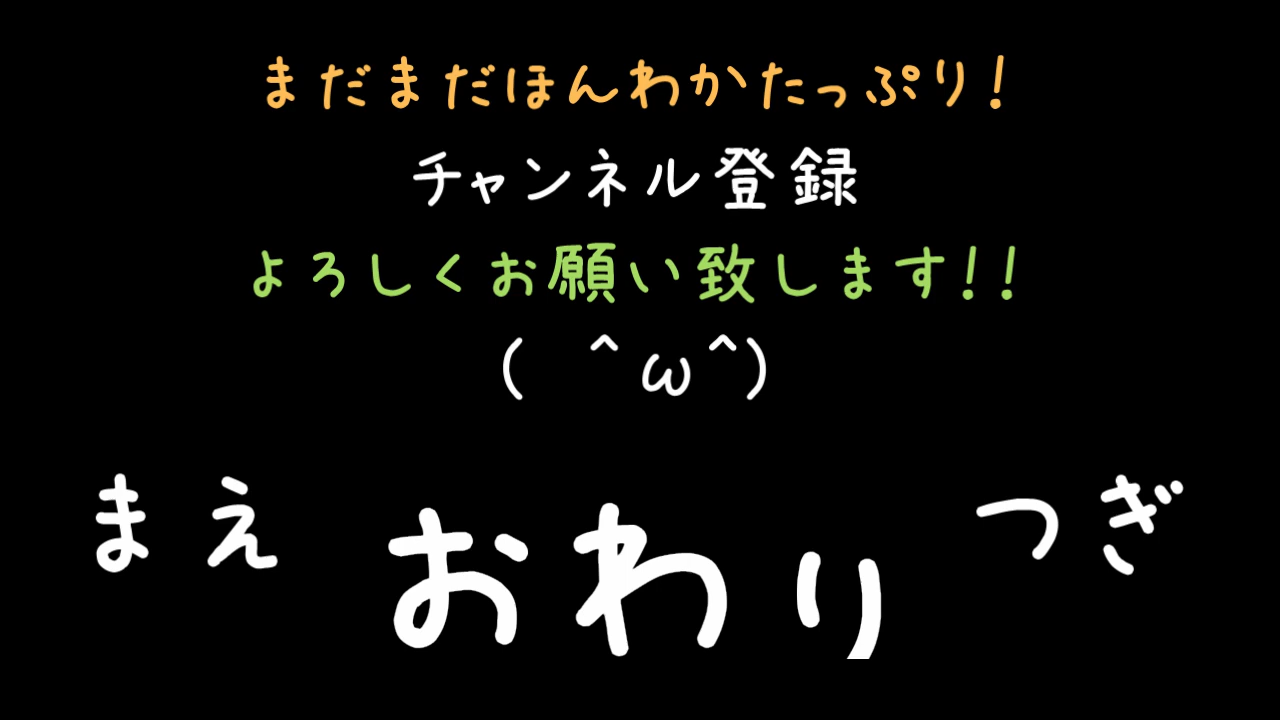 まだまだほんわかたっぷり!
チャンネル登録
よろしくお願い致します!!
( ^ω^)
まえ おわり つぎ